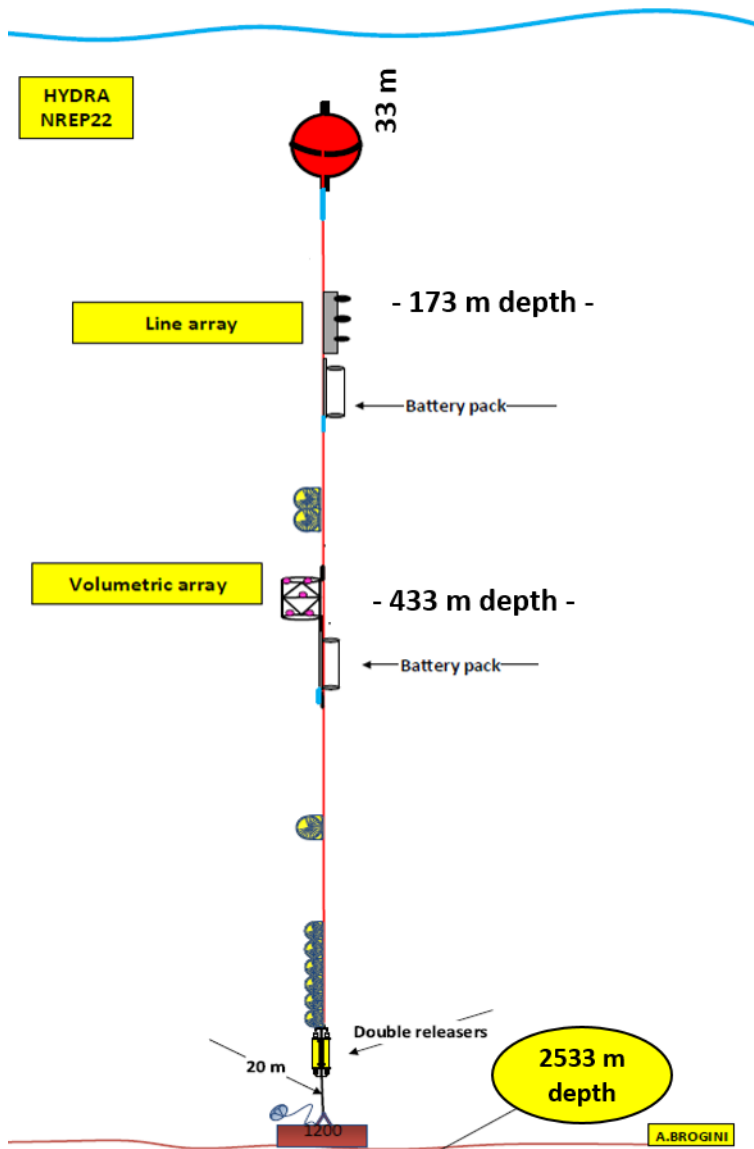 HYDRA
NREP22
33 m
- 173 m depth -
Line array
Battery pack
Volumetric array
- 433 m depth -
Battery pack
Double releasers
20 m
2533 m
depth
1200
A.BROGINI